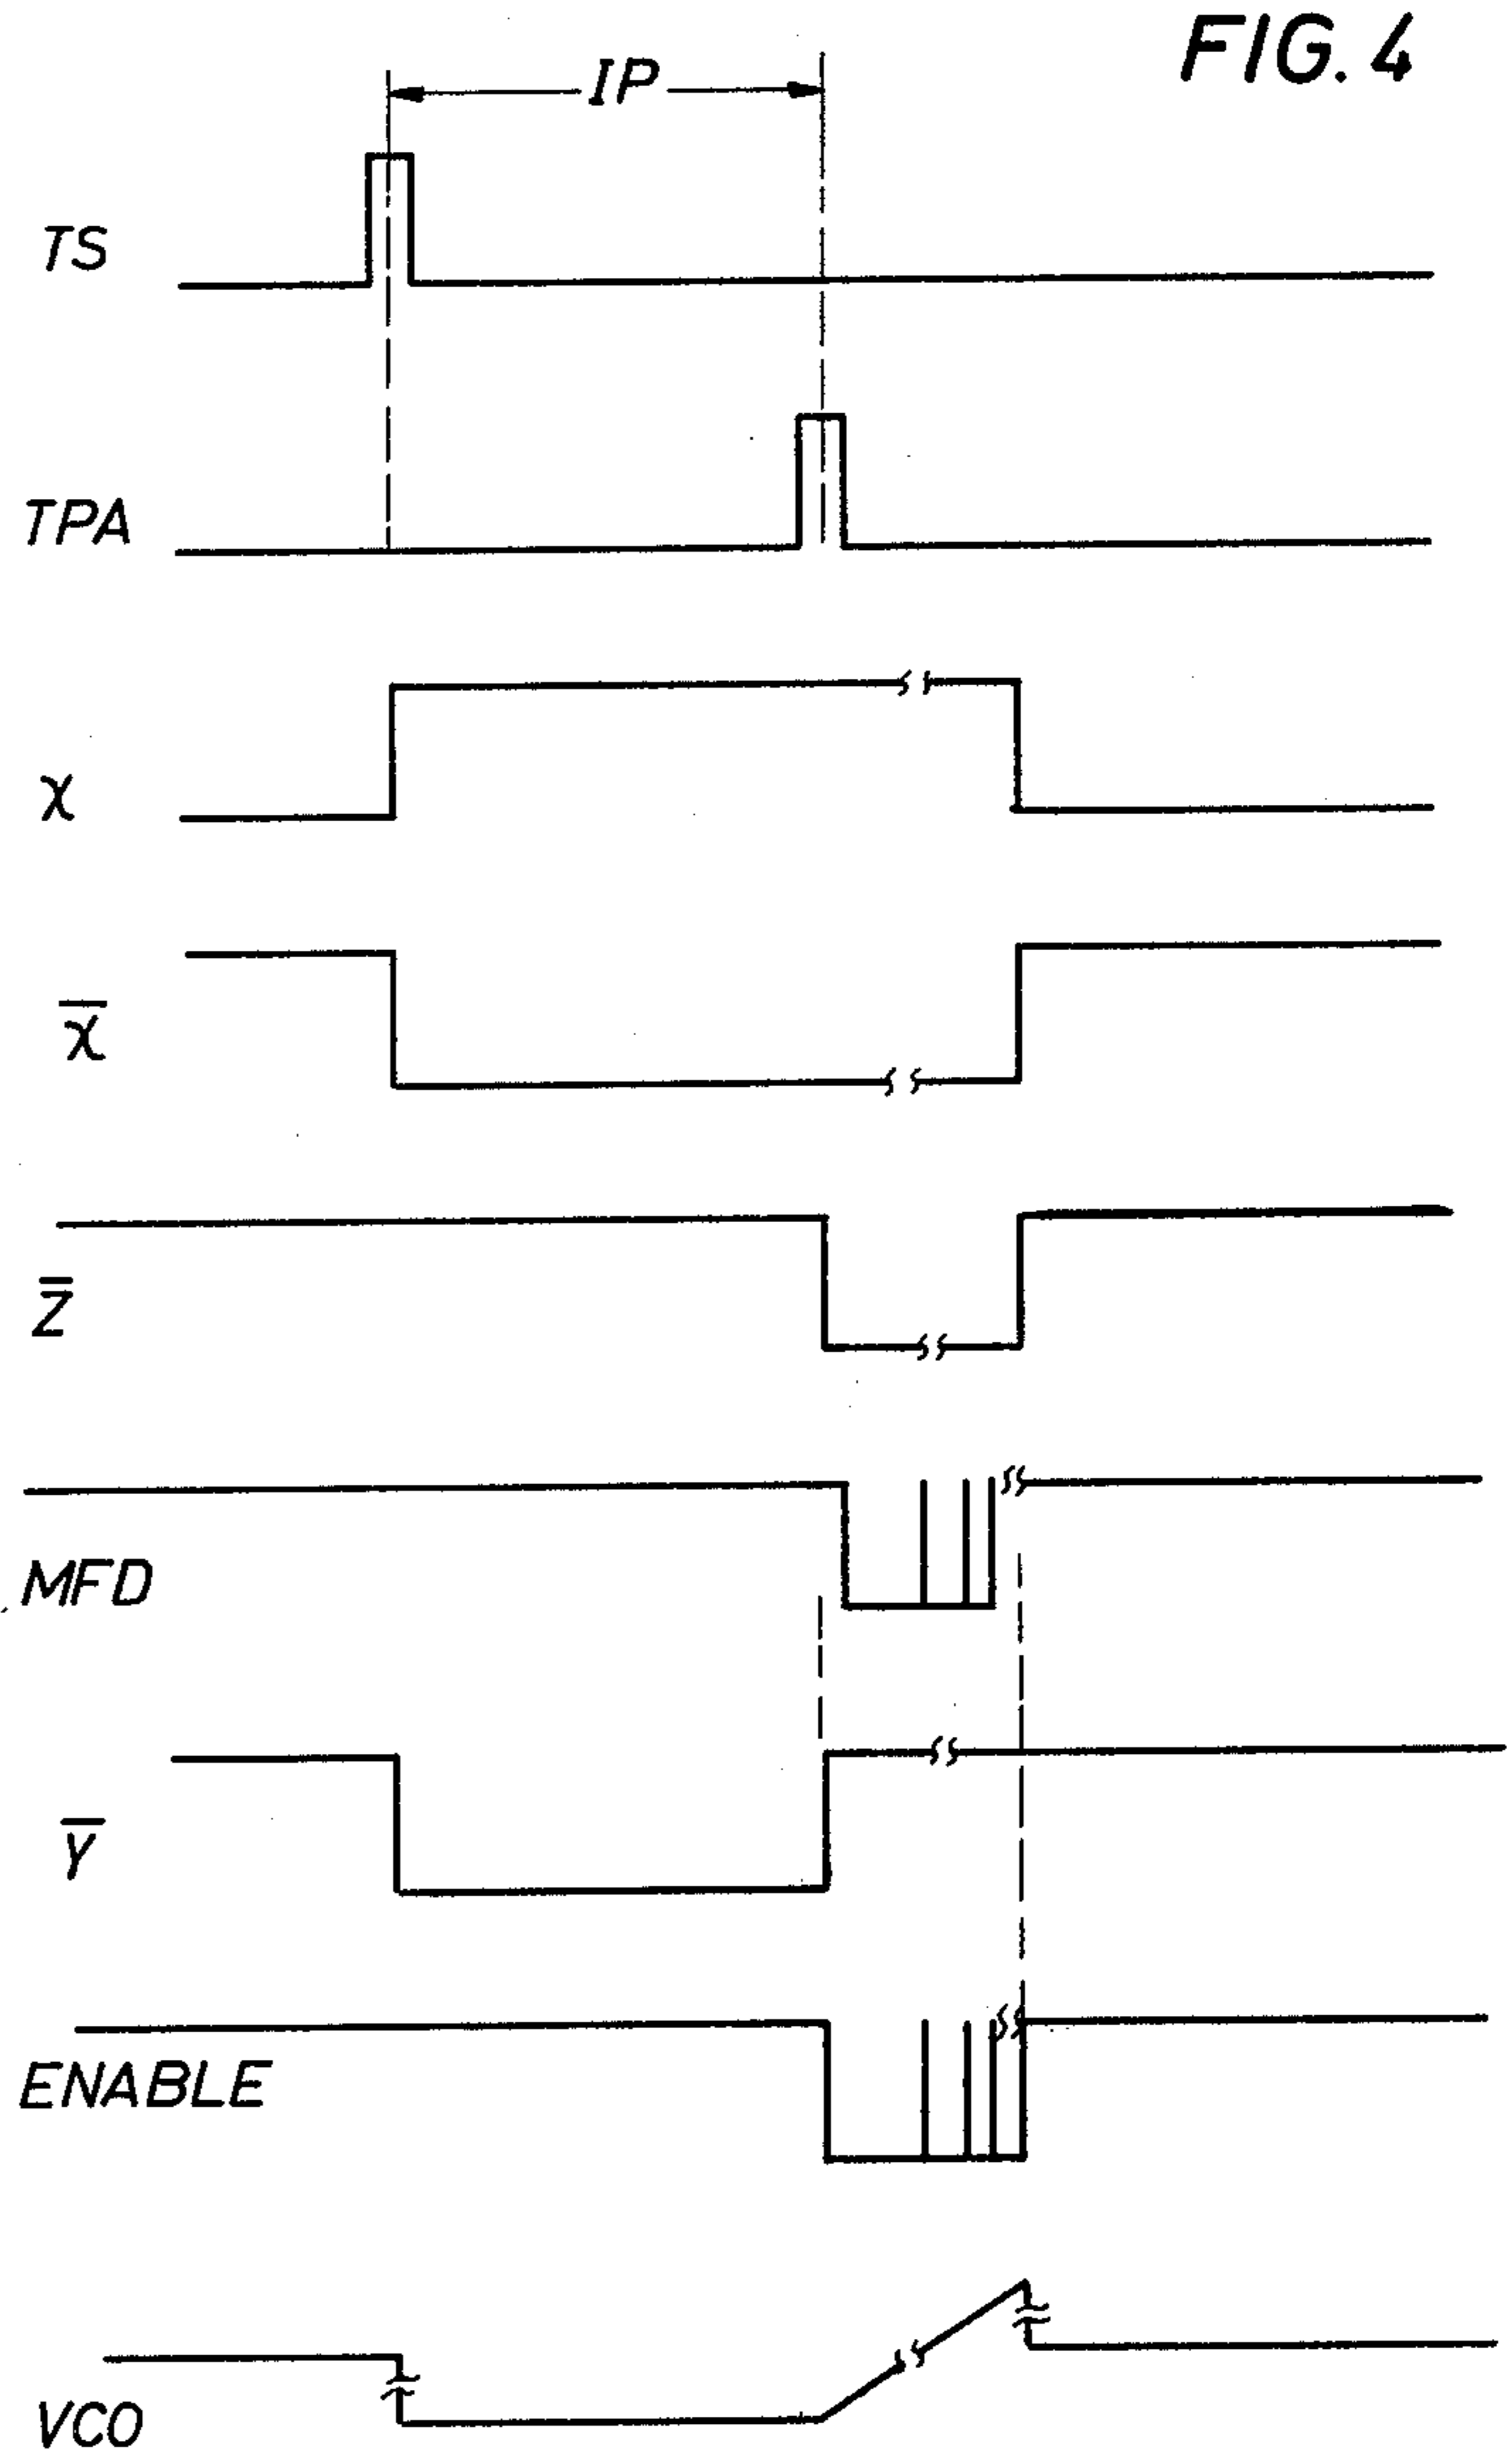 FIG. 4
IP
TS
TPA
χ
χ̅
Z̿
MFD
Y̅
ENABLE
VCO